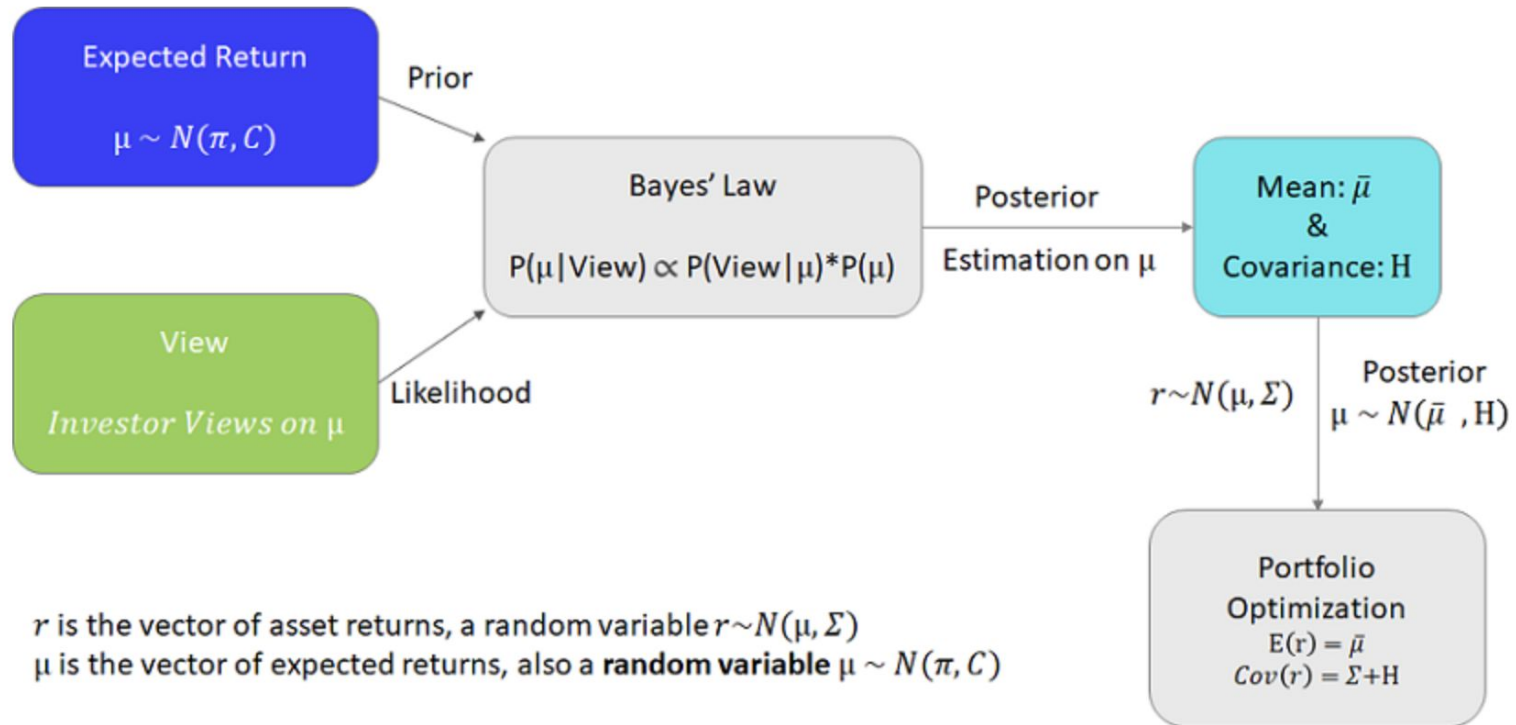 Expected Return
μ ~ N(π, C)
Prior
View
Investor Views on μ
Likelihood
Bayes’ Law
P(μ|View) ∝ P(View|μ)*P(μ)
Posterior
Estimation on μ
Mean: μ̄
&
Covariance: H
r~N(μ, Σ)
Posterior
μ ~ N(μ̄ , H)
Portfolio
Optimization
E(r) = μ̄
Cov(r) = Σ+H
r is the vector of asset returns, a random variable r~N(μ, Σ)
μ is the vector of expected returns, also a random variable μ ~ N(π, C)